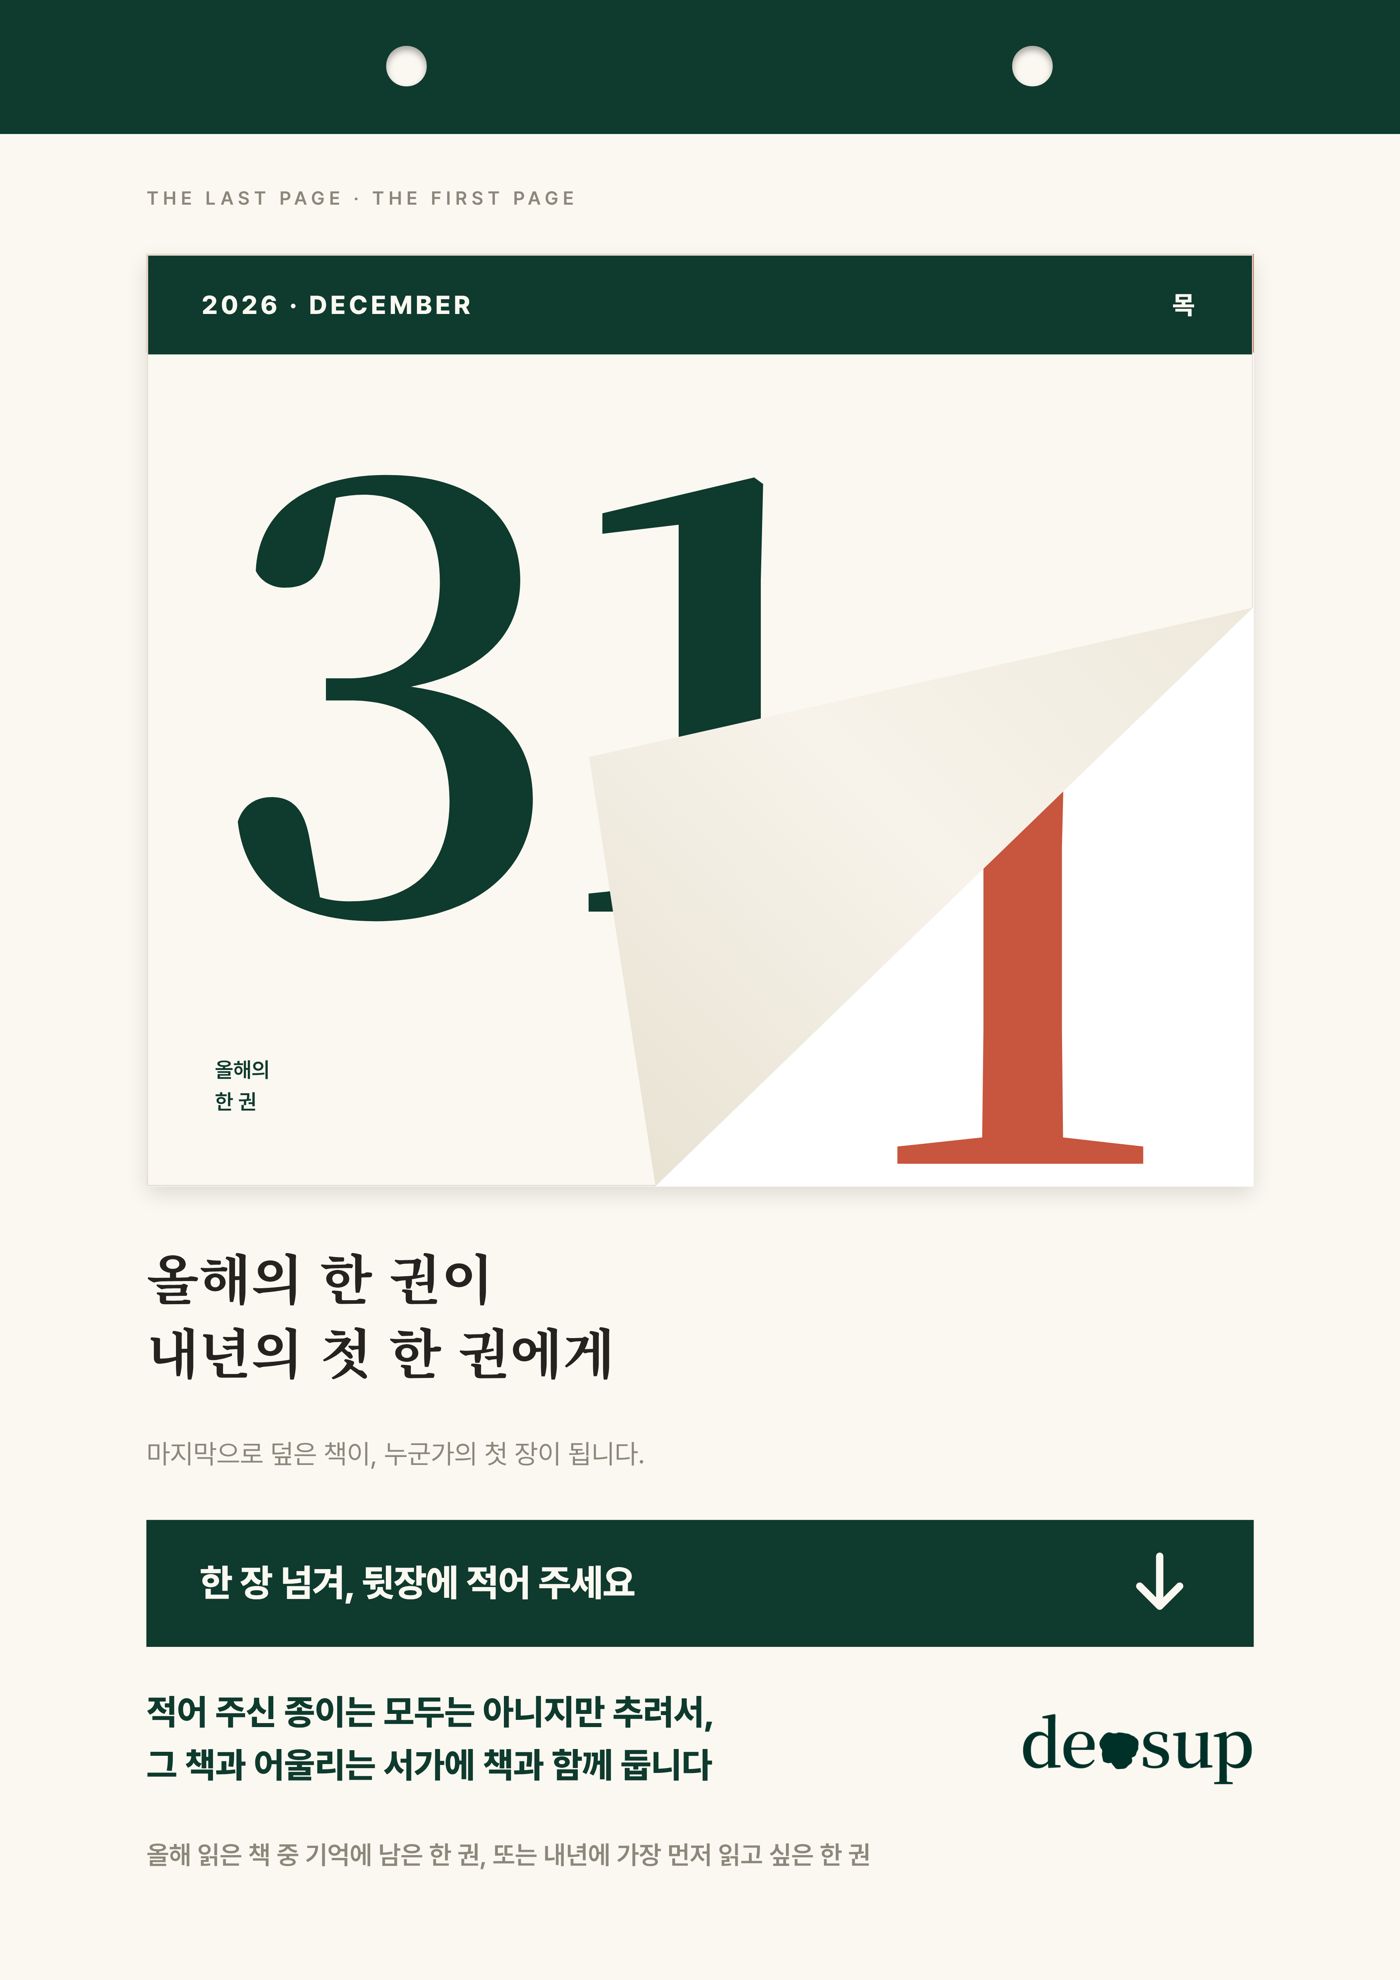 THE LAST PAGE · THE FIRST PAGE
2026 · DECEMBER
목
31
1
올해의
한 권
올해의 한 권이
내년의 첫 한 권에게
마지막으로 덮은 책이, 누군가의 첫 장이 됩니다.
한 장 넘겨, 뒷장에 적어 주세요
적어 주신 종이는 모두는 아니지만 추려서,
그 책과 어울리는 서가에 책과 함께 둡니다
desup
올해 읽은 책 중 기억에 남은 한 권, 또는 내년에 가장 먼저 읽고 싶은 한 권